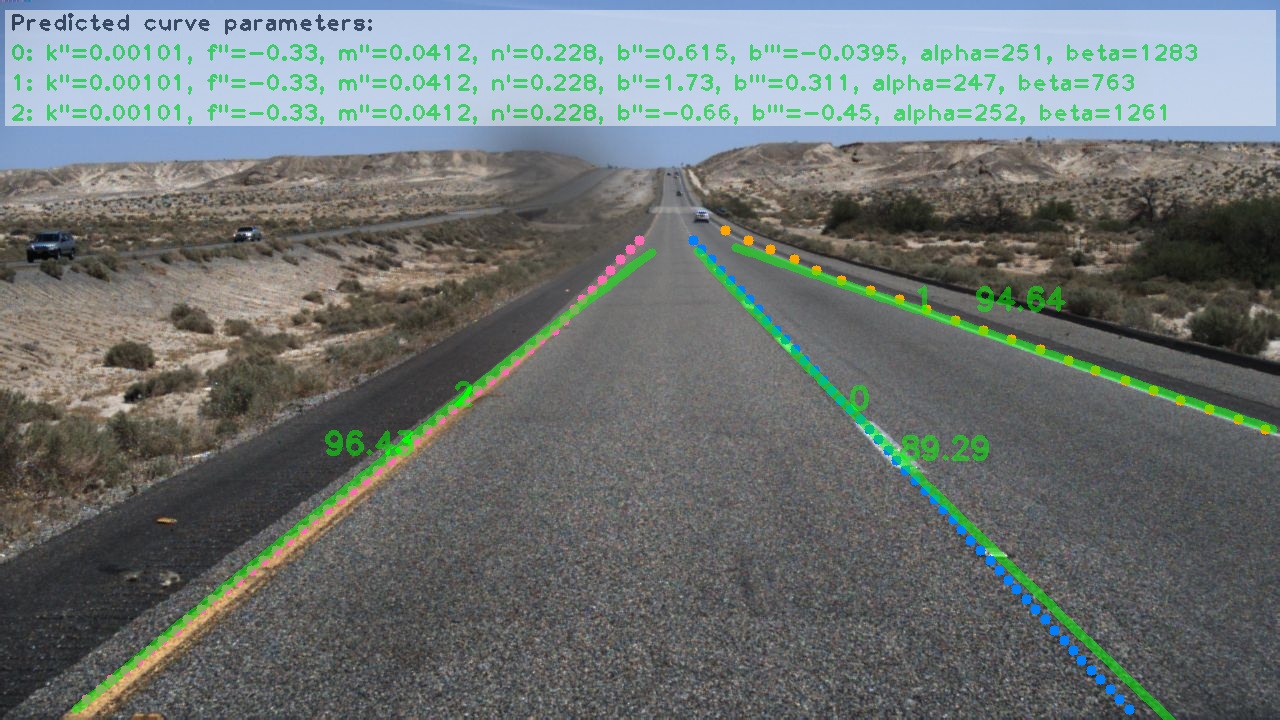 Predicted curve parameters:
0: k''=0.00101, f''=-0.33, m''=0.0412, n'=0.228, b''=0.615, b'''=-0.0395, alpha=251, beta=1283
1: k''=0.00101, f''=-0.33, m''=0.0412, n'=0.228, b''=1.73, b'''=0.311, alpha=247, beta=763
2: k''=0.00101, f''=-0.33, m''=0.0412, n'=0.228, b''=-0.66, b'''=-0.45, alpha=252, beta=1261
1 94.64
2 0
96.43 89.29